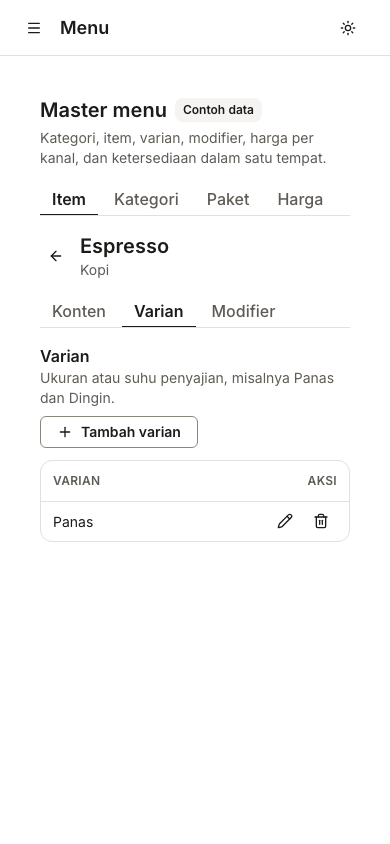 Menu
Master menu Contoh data
Kategori, item, varian, modifier, harga per
kanal, dan ketersediaan dalam satu tempat.
Item Kategori Paket Harga
Espresso
Kopi
Konten Varian Modifier
Varian
Ukuran atau suhu penyajian, misalnya Panas
dan Dingin.
Tambah varian
VARIAN AKSI
Panas